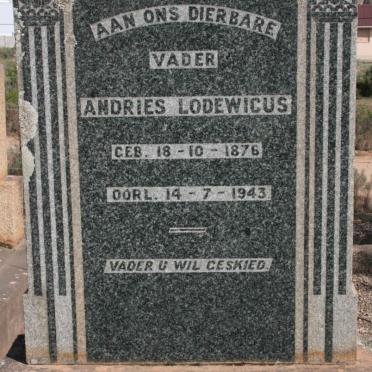 AAN ONS DIERBARE
VADER
ANDRIES LODEWICUS
GEB. 18-10-1876
OORL. 14-7-1943
VADER U WIL GESKIED.